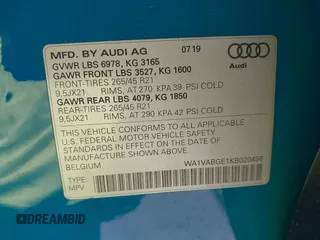 MFD. BY AUDI AG 07/19
GVWR LBS 6978, KG 3165
GAWR FRONT LBS 3527, KG 1600
FRONT-TIRES 265/45 R21
9,5JX21 RIMS, AT 270 KPA 39 PSI COLD
GAWR REAR LBS 4079, KG 1850
REAR-TIRES 265/45 R21
9,5JX21 RIMS, AT 290 KPA 42 PSI COLD
Audi
THIS VEHICLE CONFORMS TO ALL APPLICABLE
U.S. FEDERAL MOTOR VEHICLE SAFETY
STANDARDS IN EFFECT ON THE DATE OF
MANUFACTURE SHOWN ABOVE
BELGIUM
TYPE:
MPV
DREAMBID